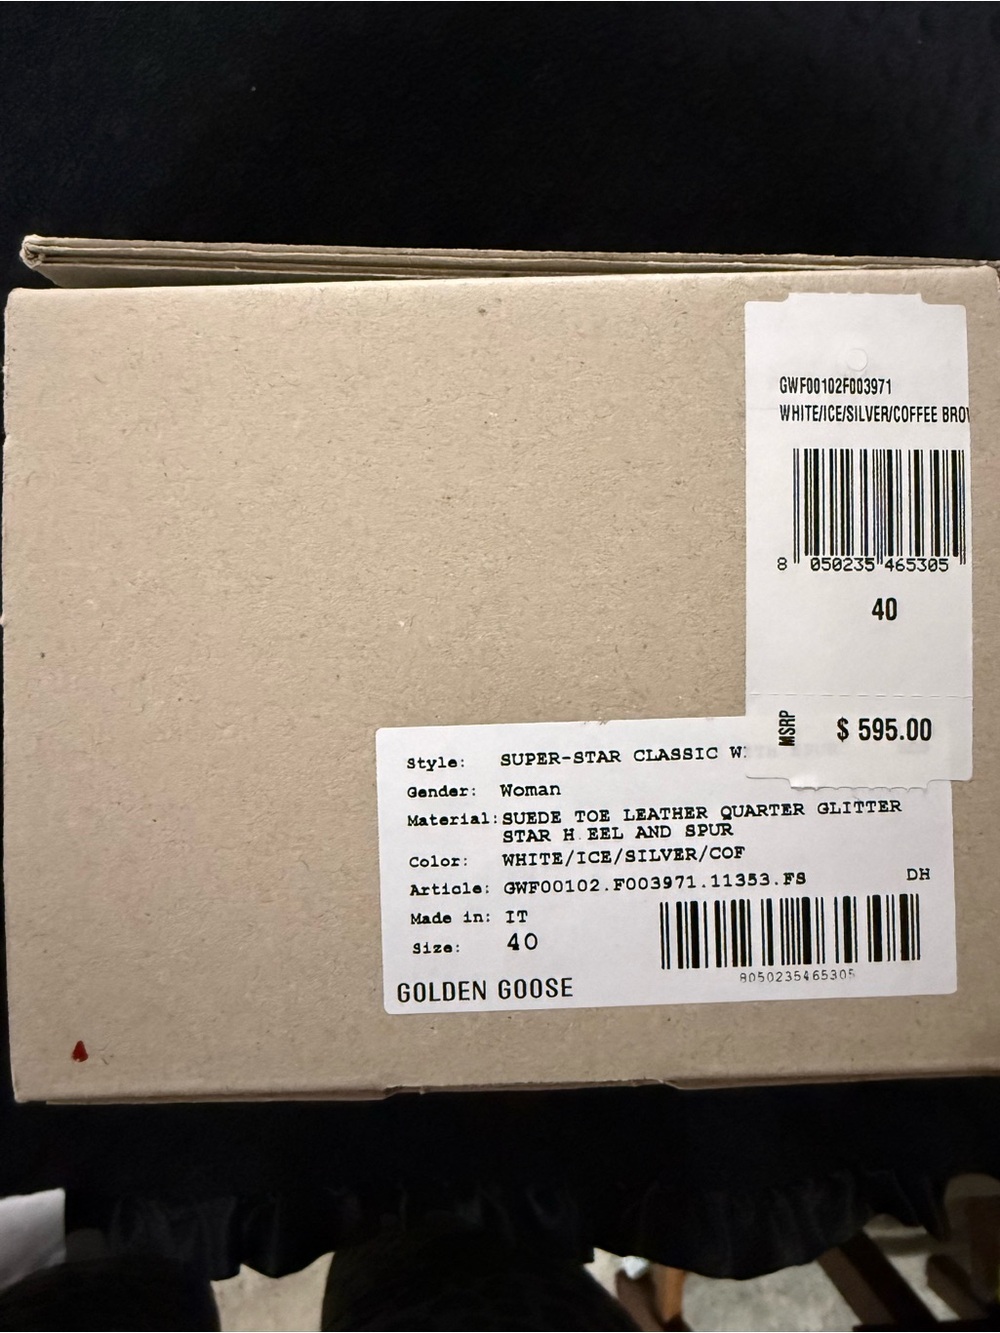 GWF00102F003971
WHITE/ICE/SILVER/COFFEE
8 050235 465305
40
MSRP $ 595.00
Style: SUPER-STAR CLASSIC
Gender: Woman
Material: SUEDE TOE LEATHER QUARTER GLITTER
STAR H EEL AND SPUR
Color: WHITE/ICE/SILVER/COF
Article: GWF00102.F003971.11353.FS DH
Made in: IT
Size: 40
8050235465305
GOLDEN GOOSE